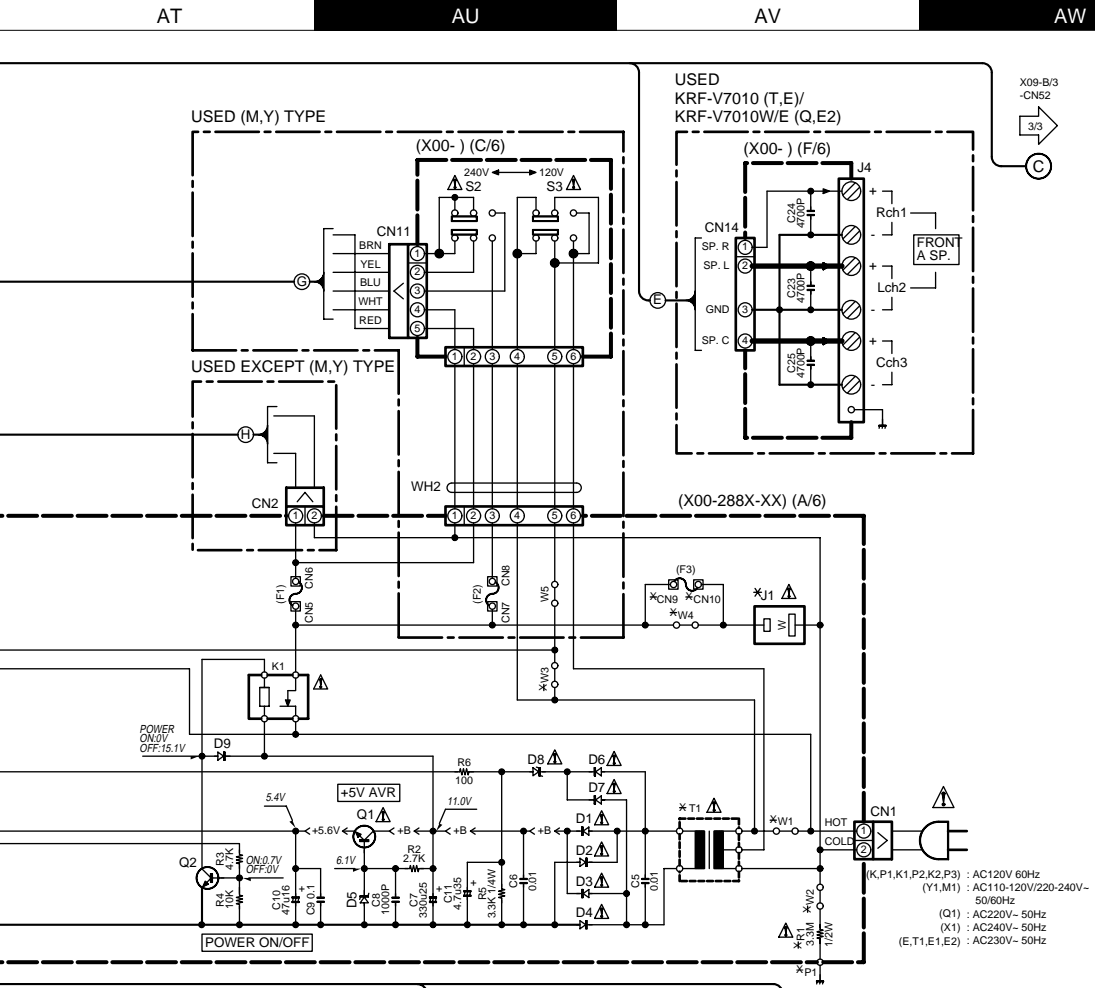 AT
AU
AV
AW
X09-B/3
-CN52
3/3
C
USED
KRF-V7010 (T,E)/
KRF-V7010W/E (Q,E2)
USED (M,Y) TYPE
(X00- ) (C/6)
240V
120V
S2
S3
CN11
BRN
YEL
BLU
WHT
RED
1
2
3
4
5
G
1
2
3
4
5
6
(X00- ) (F/6)
J4
CN14
SP. R
SP. L
GND
SP. C
1
2
3
4
E
C24
4700P
C23
4700P
C25
4700P
+
Rch1
-
+
Lch2
-
+
Cch3
-
FRONT
A SP.
USED EXCEPT (M,Y) TYPE
H
CN2
1
2
WH2
1
2
3
4
5
6
(X00-288X-XX) (A/6)
(F1)
CN6
CN5
(F2)
CN8
CN7
W5
W3
(F3)
CN9
CN10
W4
J1
W
K1
POWER
ON:0V
OFF:15.1V
D9
R6
100
D8
D6
D7
D1
D2
D3
D4
5.4V
+5V AVR
Q1
11.0V
+5.6V
+B
+B
+B
6.1V
R2
2.7K
Q2
R3
4.7K
R4
10K
ON:0.7V
OFF:0V
C10
47u16
C9 0.1
D5
C8
1000P
C7
330u25
C11
4.7u35
R5
3.3K 1/4W
C6
0.01
C5
0.01
POWER ON/OFF
T1
W1
HOT
COLD
CN1
1
2
W2
R1
3.3M
1/2W
P1
(K,P1,K1,P2,K2,P3) : AC120V 60Hz
(Y1,M1) : AC110-120V/220-240V~
50/60Hz
(Q1) : AC220V~ 50Hz
(X1) : AC240V~ 50Hz
(E,T1,E1,E2) : AC230V~ 50Hz